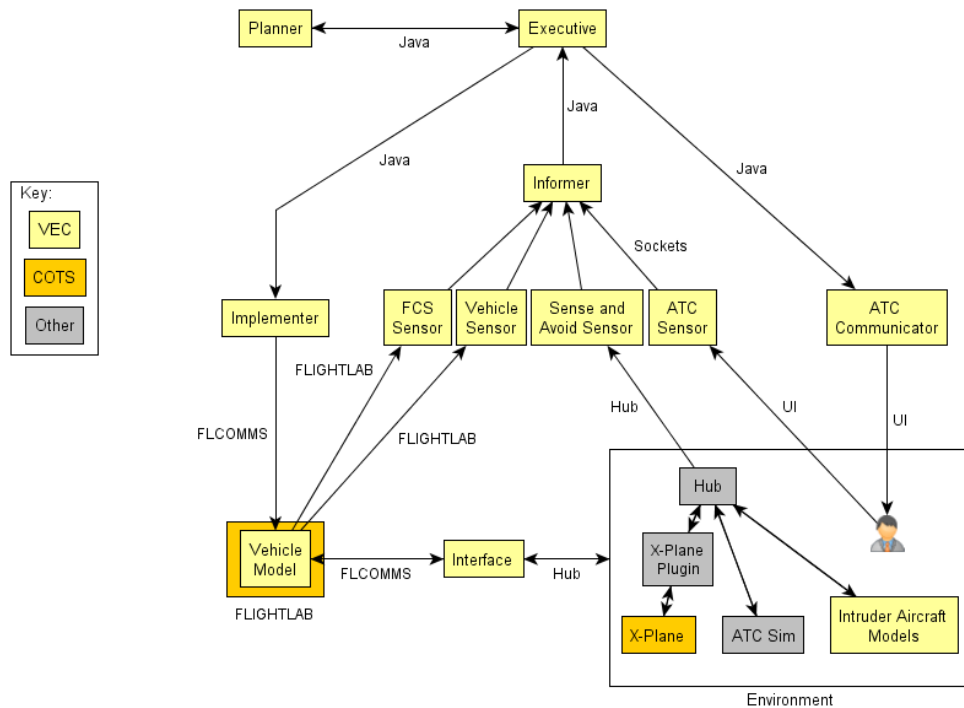 Planner
Java
Executive
Java
Java
Java
Informer
Key:
VEC
COTS
Other
Sockets
Implementer
FCS
Sensor
Vehicle
Sensor
Sense and
Avoid Sensor
ATC
Sensor
ATC
Communicator
FLIGHTLAB
Hub
UI
UI
FLCOMMS
FLIGHTLAB
Hub
Vehicle
Model
FLIGHTLAB
FLCOMMS
Interface
Hub
X-Plane
Plugin
X-Plane
ATC Sim
Intruder Aircraft
Models
Environment